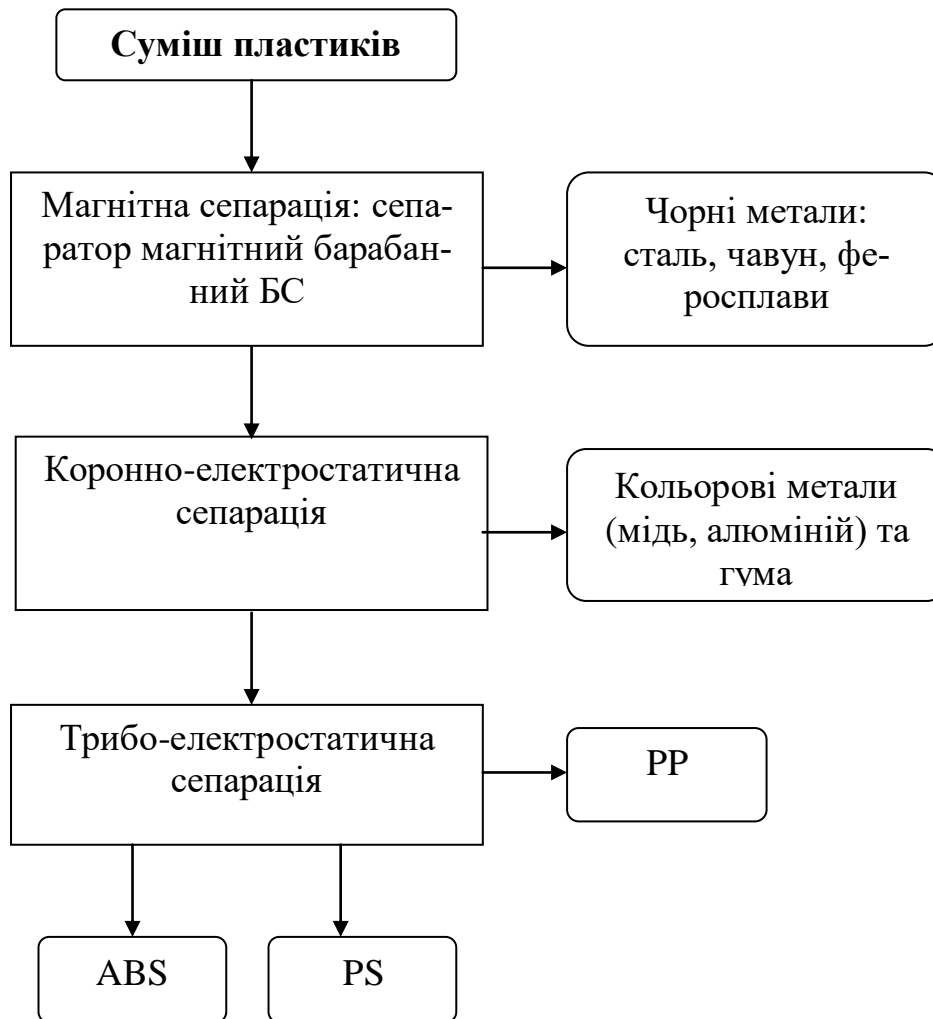 Суміш пластиків
Магнітна сепарація: сепа-
ратор магнітний барабан-
ний БС
Чорні метали:
сталь, чавун, фе-
росплави
Коронно-електростатична
сепарація
Кольорові метали
(мідь, алюміній) та
гума
Трибо-електростатична
сепарація
PP
ABS
PS